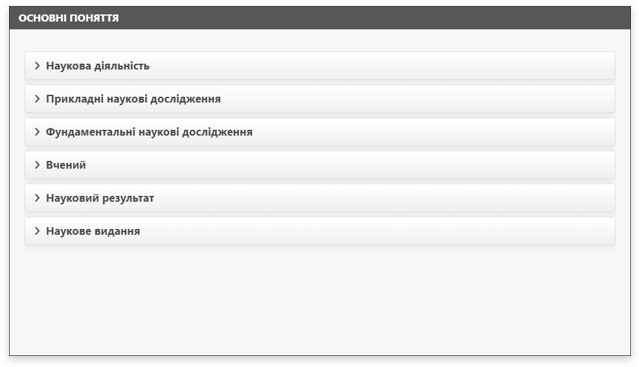 ОСНОВНІ ПОНЯТТЯ
Наукова діяльність
Прикладні наукові дослідження
Фундаментальні наукові дослідження
Вчений
Науковий результат
Наукове видання